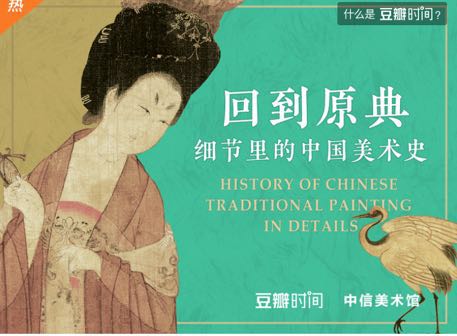 热
什么是 豆瓣时间?
回到原典
细节里的中国美术史
HISTORY OF CHINESE
TRADITIONAL PAINTING
IN DETAILS
豆瓣时间 中信美术馆